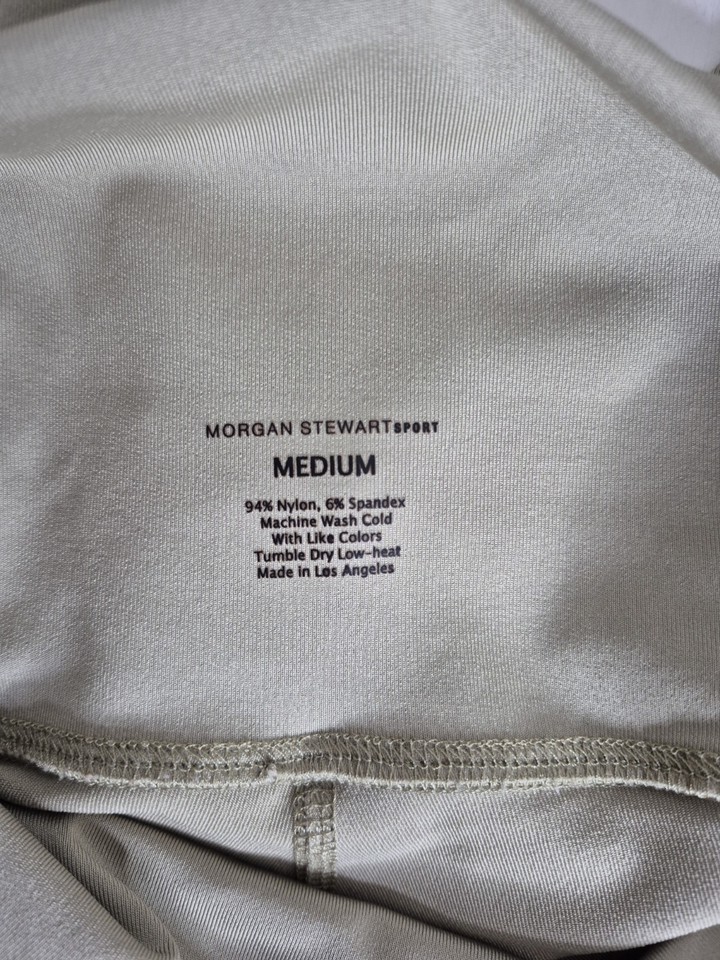 MORGAN STEWARTSPORT
MEDIUM
94% Nylon, 6% Spandex
Machine Wash Cold
With Like Colors
Tumble Dry Low-heat
Made in Los Angeles